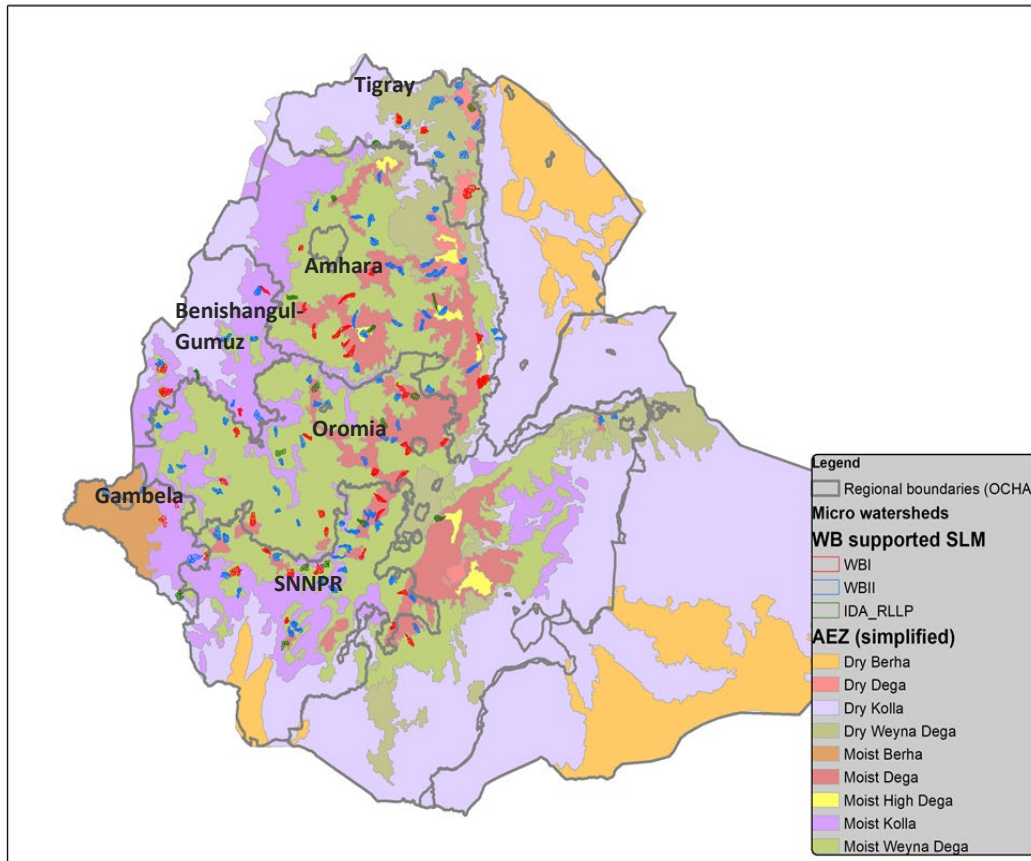 Tigray
Amhara
Benishangul-
Gumuz
Oromia
Gambela
SNNPR
Legend
Regional boundaries (OCHA
Micro watersheds
WB supported SLM
WBI
WBII
IDA_RLLP
AEZ (simplified)
Dry Berha
Dry Dega
Dry Kolla
Dry Weyna Dega
Moist Berha
Moist Dega
Moist High Dega
Moist Kolla
Moist Weyna Dega